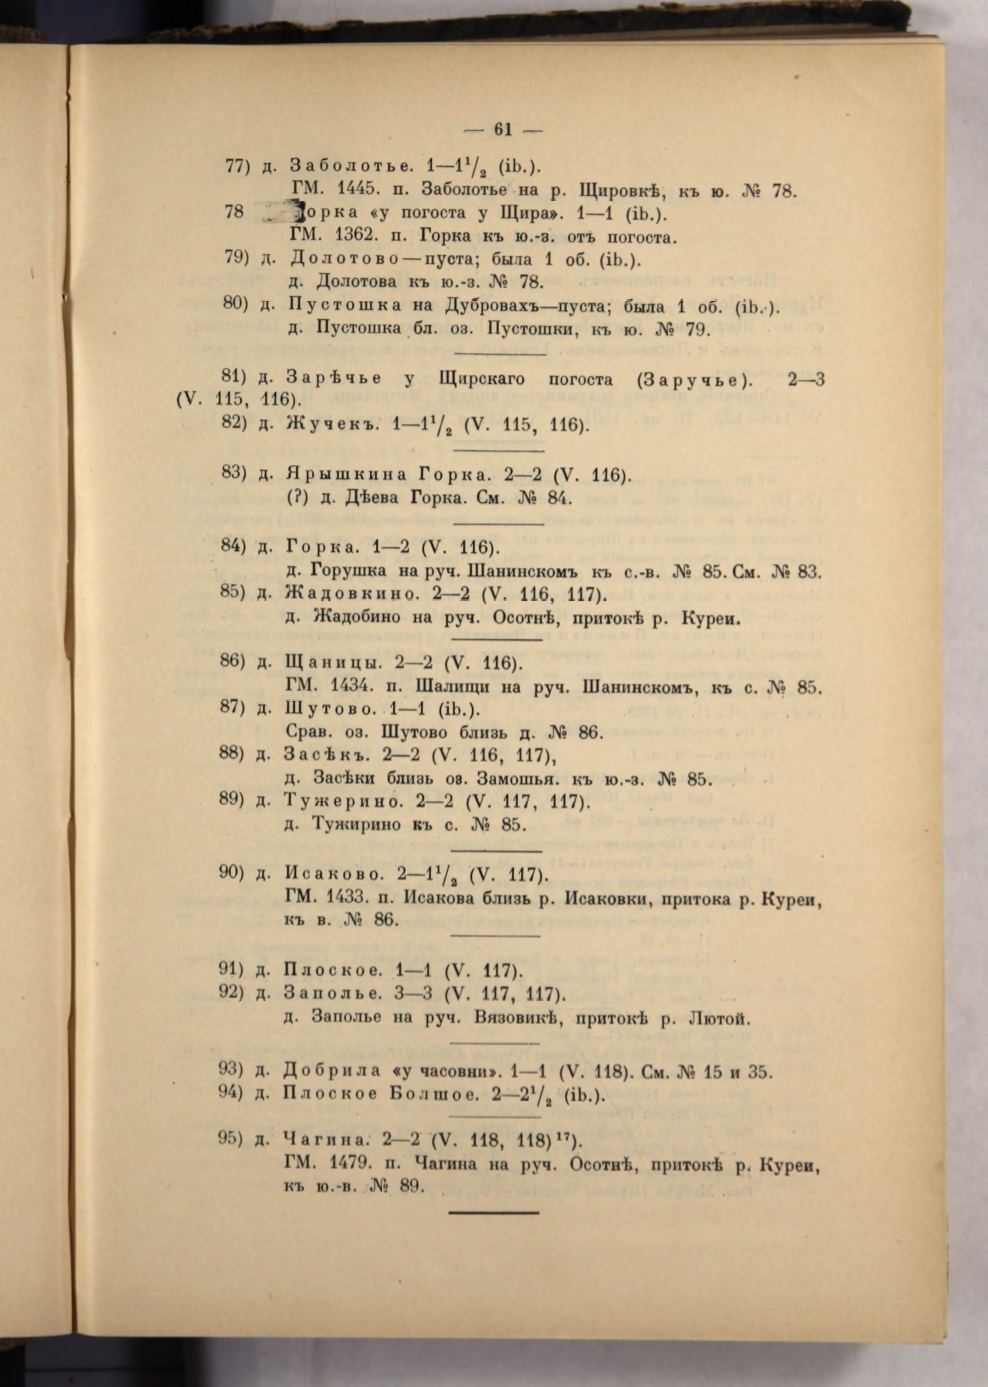 — 61 —
77) д. Заболотье. 1—1¹/₂ (ib.).
ГМ. 1445. п. Заболотье на р. Щировкѣ, къ ю. № 78.
78 орка «у погоста у Щира». 1—1 (ib.).
ГМ. 1362. п. Горка къ ю.-з. отъ погоста.
79) д. Долотово—пуста; была 1 об. (ib.).
д. Долотова къ ю.-з. № 78.
80) д. Пустошка на Дубровахъ—пуста; была 1 об. (ib.).
д. Пустошка бл. оз. Пустошки, къ ю. № 79.
81) д. Зарѣчье у Щирскаго погоста (Заручье). 2—3
(V. 115, 116).
82) д. Жучекъ. 1—1¹/₂ (V. 115, 116).
83) д. Ярышкина Горка. 2—2 (V. 116).
(?) д. Дѣева Горка. См. № 84.
84) д. Горка. 1—2 (V. 116).
д. Горушка на руч. Шанинскомъ къ с.-в. № 85. См. № 83.
85) д. Жадовкино. 2—2 (V. 116, 117).
д. Жадобино на руч. Осотнѣ, притокѣ р. Куреи.
86) д. Щаницы. 2—2 (V. 116).
ГМ. 1434. п. Шалищи на руч. Шанинскомъ, къ с. № 85.
87) д. Шутово. 1—1 (ib.).
Срав. оз. Шутово близь д. № 86.
88) д. Засѣкъ. 2—2 (V. 116, 117),
д. Засѣки близь оз. Замошья. къ ю.-з. № 85.
89) д. Тужерино. 2—2 (V. 117, 117).
д. Тужирино къ с. № 85.
90) д. Исаково. 2—1¹/₂ (V. 117).
ГМ. 1433. п. Исакова близь р. Исаковки, притока р. Куреи,
къ в. № 86.
91) д. Плоское. 1—1 (V. 117).
92) д. Заполье. 3—3 (V. 117, 117).
д. Заполье на руч. Вязовикѣ, притокѣ р. Лютой.
93) д. Добрила «у часовни». 1—1 (V. 118). См. № 15 и 35.
94) д. Плоское Болшое. 2—2¹/₂ (ib.).
95) д. Чагина. 2—2 (V. 118, 118)¹⁷).
ГМ. 1479. п. Чагина на руч. Осотнѣ, притокѣ р. Куреи,
къ ю.-в. № 89.